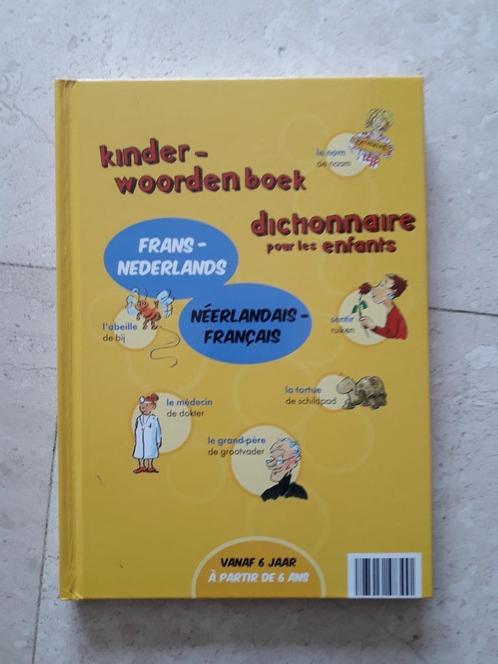 kinder-
woordenboek
le nom
de naam
dictionnaire
pour les enfants
FRANS -
NEDERLANDS
NÉERLANDAIS -
FRANÇAIS
l'abeille
de bij
sentir
ruiken
le médecin
de dokter
la tortue
de schildpad
le grand-père
de grootvader
VANAF 6 JAAR
À PARTIR DE 6 ANS